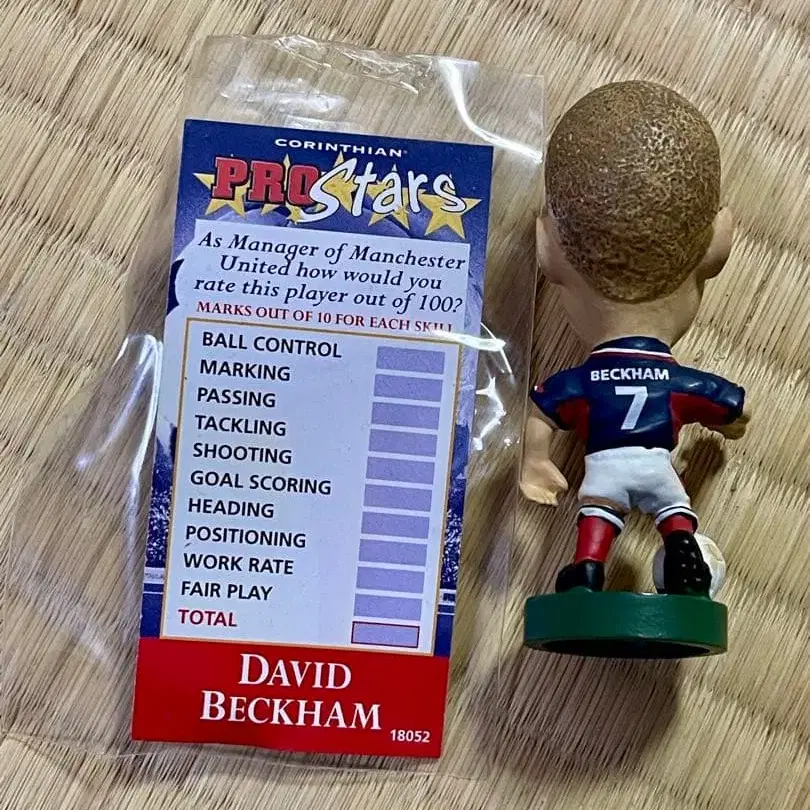 CORINTHIAN®
PROStars
As Manager of Manchester
United how would you
rate this player out of 100?
MARKS OUT OF 10 FOR EACH SKILL
BALL CONTROL
MARKING
PASSING
TACKLING
SHOOTING
GOAL SCORING
HEADING
POSITIONING
WORK RATE
FAIR PLAY
TOTAL
DAVID
BECKHAM
18052
BECKHAM
7